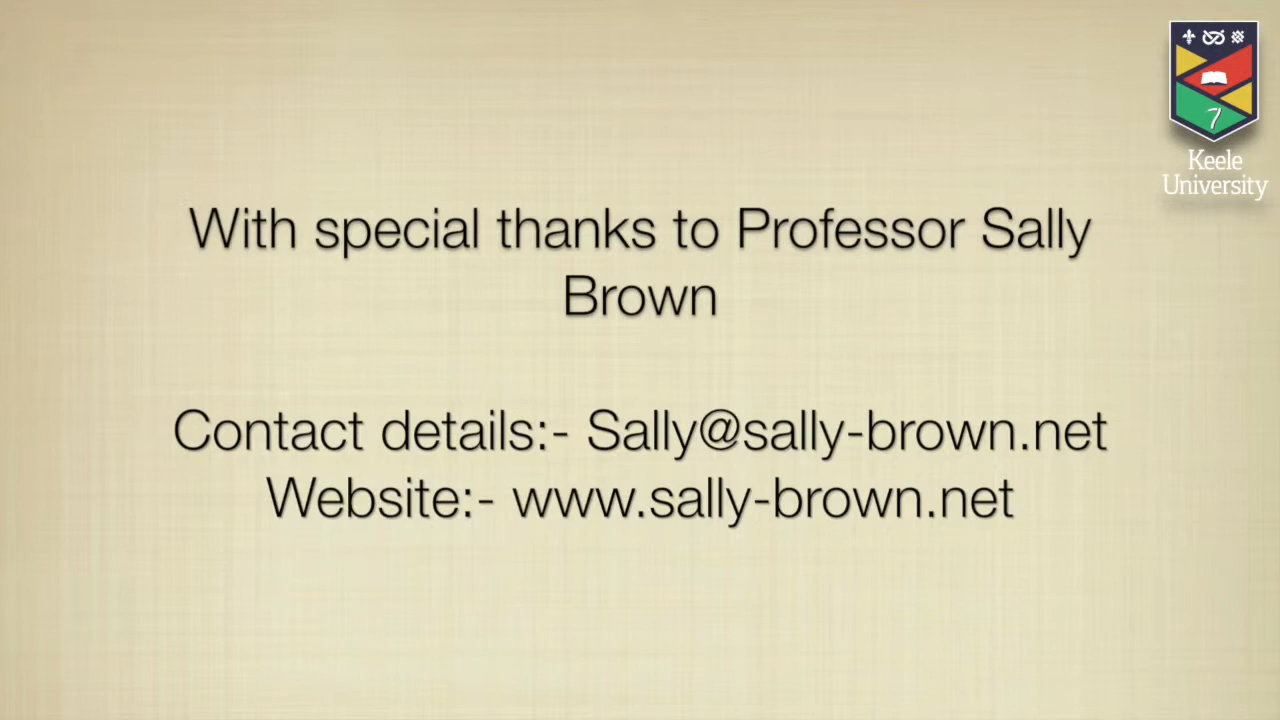 Keele
University
With special thanks to Professor Sally
Brown
Contact details:- Sally@sally-brown.net
Website:- www.sally-brown.net